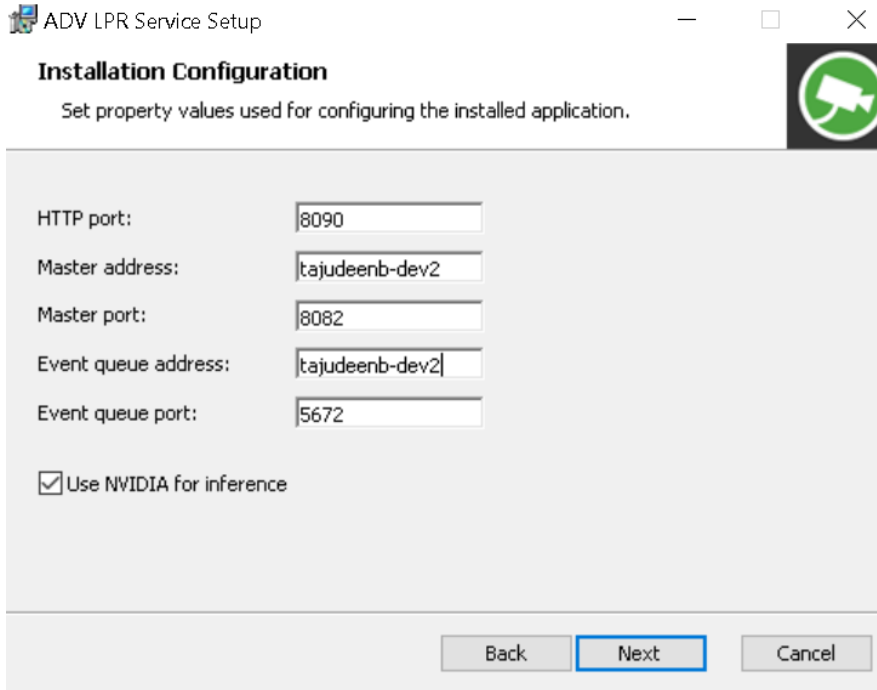 ADV LPR Service Setup
Installation Configuration
Set property values used for configuring the installed application.
HTTP port: 8090
Master address: tajudeenb-dev2
Master port: 8082
Event queue address: tajudeenb-dev2
Event queue port: 5672
Use NVIDIA for inference
Back Next Cancel